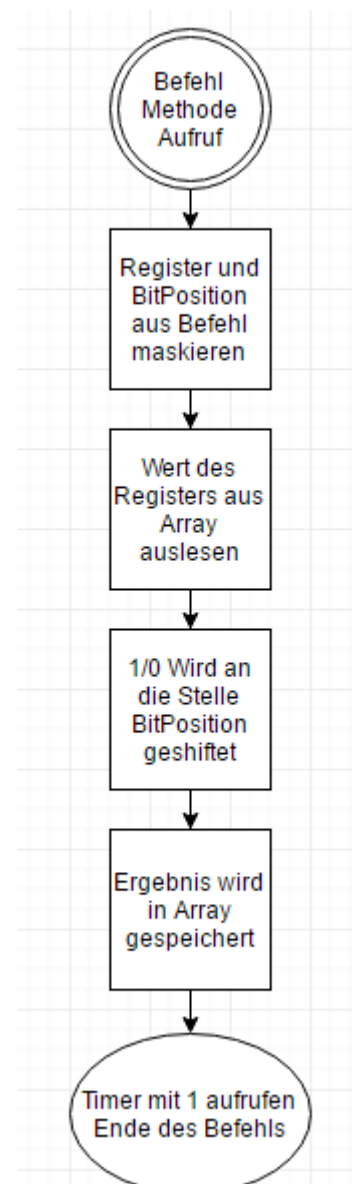 Befehl
Methode
Aufruf
Register und
BitPosition
aus Befehl
maskieren
Wert des
Registers aus
Array
auslesen
1/0 Wird an
die Stelle
BitPosition
geshiftet
Ergebnis wird
in Array
gespeichert
Timer mit 1 aufrufen
Ende des Befehls